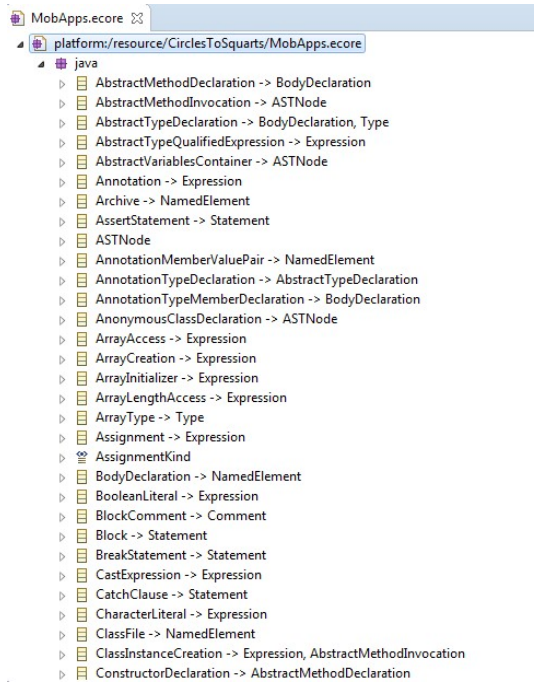 MobApps.ecore
platform:/resource/CirclesToSquarts/MobApps.ecore
java
AbstractMethodDeclaration -> BodyDeclaration
AbstractMethodInvocation -> ASTNode
AbstractTypeDeclaration -> BodyDeclaration, Type
AbstractTypeQualifiedExpression -> Expression
AbstractVariablesContainer -> ASTNode
Annotation -> Expression
Archive -> NamedElement
AssertStatement -> Statement
ASTNode
AnnotationMemberValuePair -> NamedElement
AnnotationTypeDeclaration -> AbstractTypeDeclaration
AnnotationTypeMemberDeclaration -> BodyDeclaration
AnonymousClassDeclaration -> ASTNode
ArrayAccess -> Expression
ArrayCreation -> Expression
ArrayInitializer -> Expression
ArrayLengthAccess -> Expression
ArrayType -> Type
Assignment -> Expression
AssignmentKind
BodyDeclaration -> NamedElement
BooleanLiteral -> Expression
BlockComment -> Comment
Block -> Statement
BreakStatement -> Statement
CastExpression -> Expression
CatchClause -> Statement
CharacterLiteral -> Expression
ClassFile -> NamedElement
ClassInstanceCreation -> Expression, AbstractMethodInvocation
ConstructorDeclaration -> AbstractMethodDeclaration